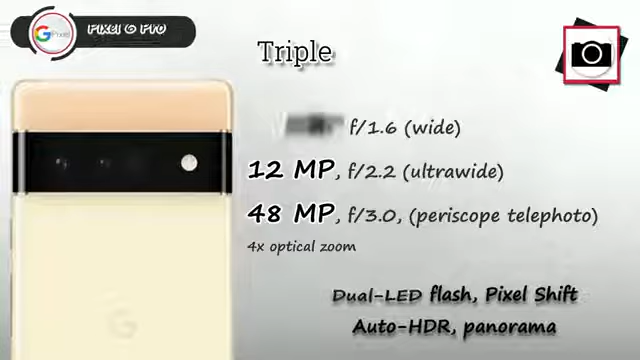 Pixel 6 Pro
G Pixel
Triple
f/1.6 (wide)
12 MP, f/2.2 (ultrawide)
48 MP, f/3.0, (periscope telephoto)
4x optical zoom
Dual-LED flash, Pixel Shift
Auto-HDR, panorama